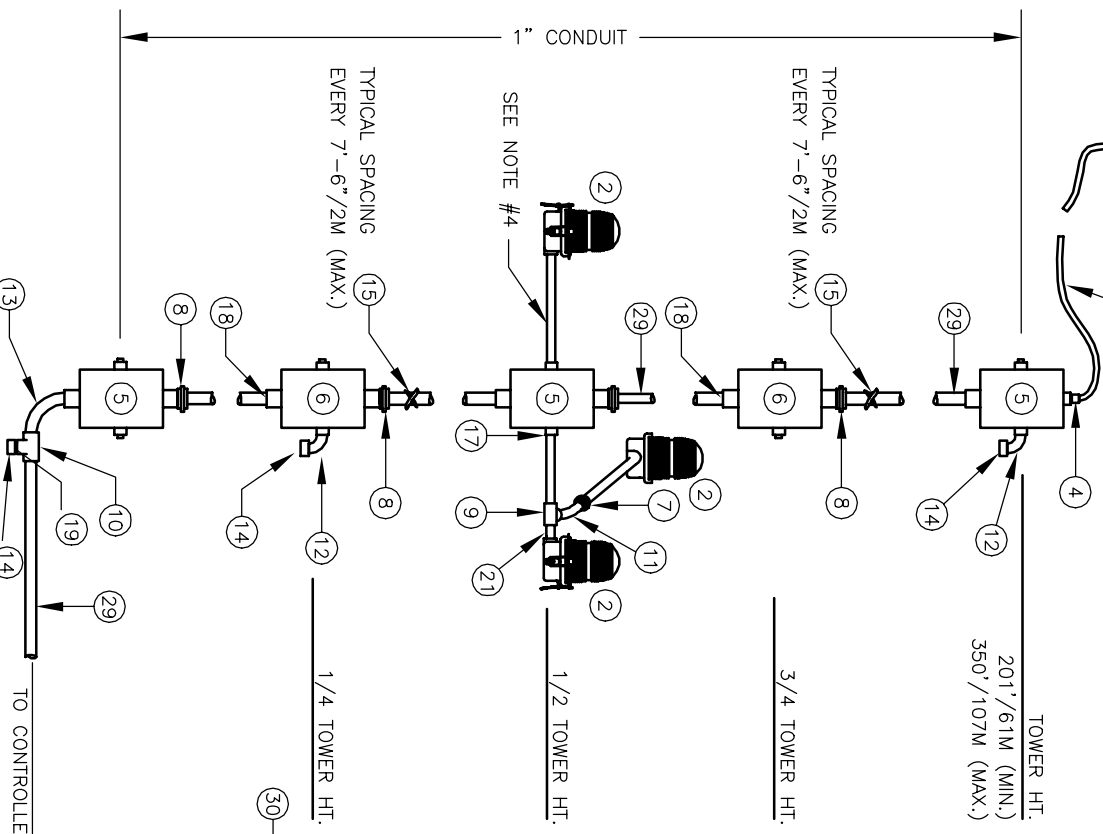 4
TOWER HT.
201'/61M (MIN.)
350'/107M (MAX.)
5
12
29
14
15
TYPICAL SPACING
EVERY 7'-6"/2M (MAX.)
8
8
3/4 TOWER HT.
6
18
2
7
29
11
2
2
5
1/2 TOWER HT.
21
SEE NOTE #4
17
9
1" CONDUIT
15
TYPICAL SPACING
EVERY 7'-6"/2M (MAX.)
8
6
12
1/4 TOWER HT.
30
14
18
8
5
10
29
19
13
14
TO CONTROLLE